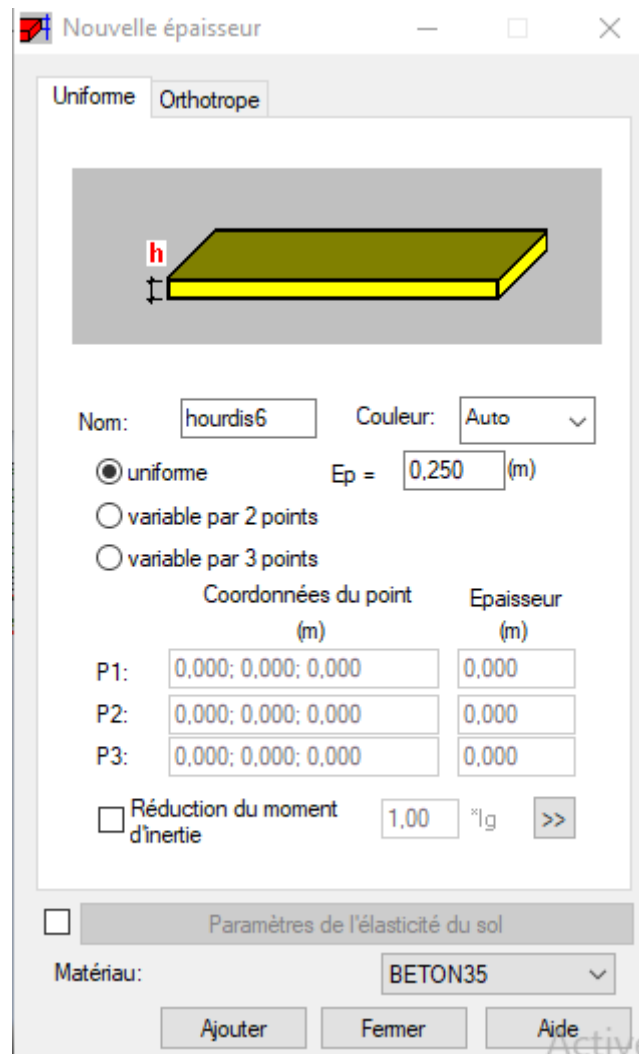 Nouvelle épaisseur
Uniforme Orthotrope
h
Nom: hourdis6 Couleur: Auto
uniforme Ep = 0,250 (m)
variable par 2 points
variable par 3 points
Coordonnées du point Epaisseur
(m) (m)
P1: 0,000; 0,000; 0,000 0,000
P2: 0,000; 0,000; 0,000 0,000
P3: 0,000; 0,000; 0,000 0,000
Réduction du moment
d'inertie 1,00 *Ig >>
Paramètres de l'élasticité du sol
Matériau: BETON35
Ajouter Fermer Aide
Active